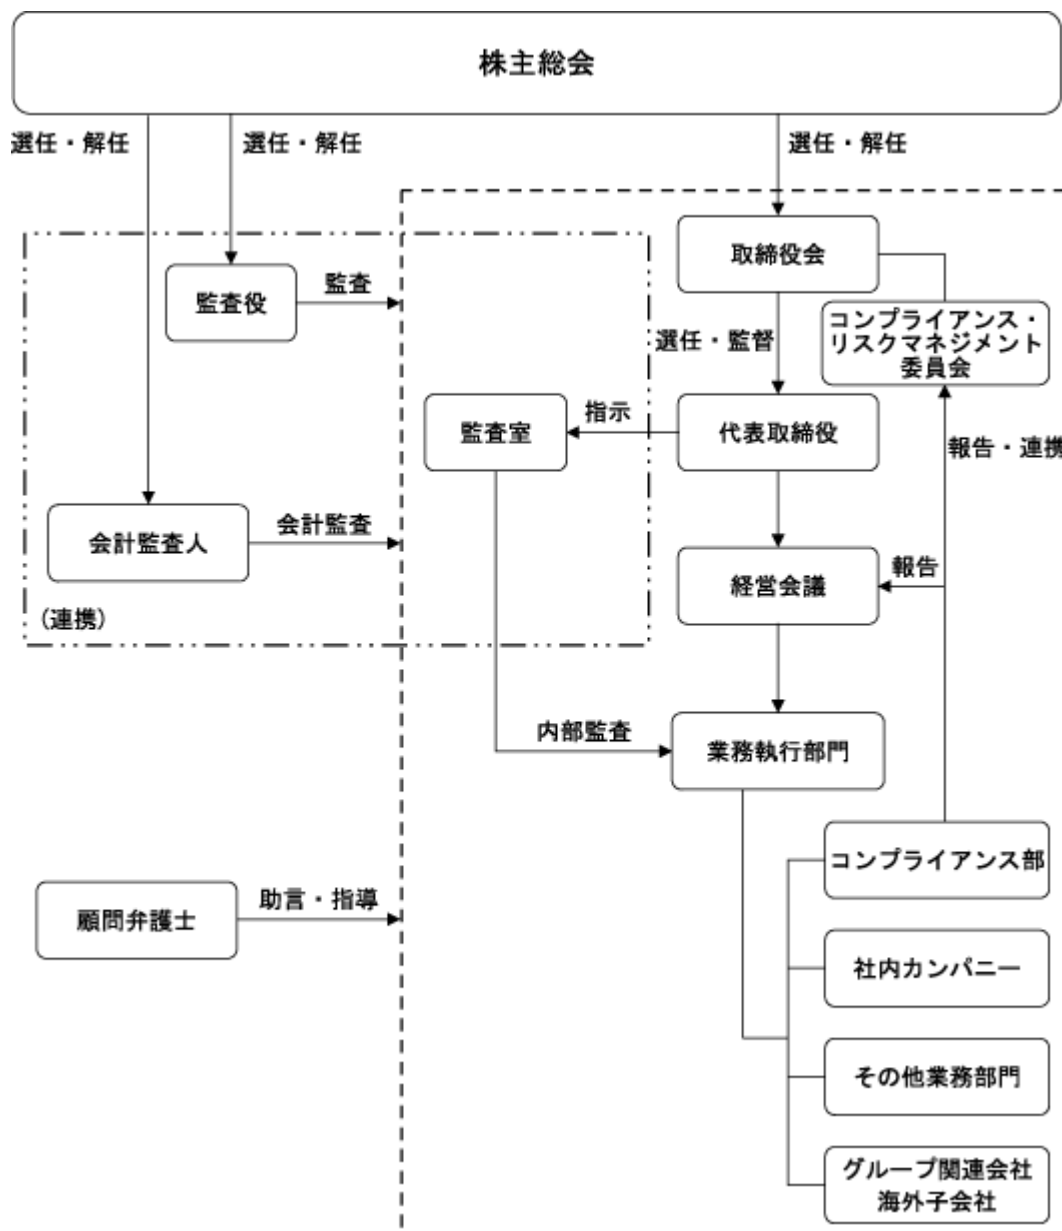 株主総会
選任・解任
選任・解任
選任・解任
取締役会
監査役
監査
コンプライアンス・
リスクマネジメント
委員会
選任・監督
監査室
指示
代表取締役
報告・連携
会計監査人
会計監査
経営会議
報告
(連携)
内部監査
業務執行部門
コンプライアンス部
顧問弁護士
助言・指導
社内カンパニー
その他業務部門
グループ関連会社
海外子会社